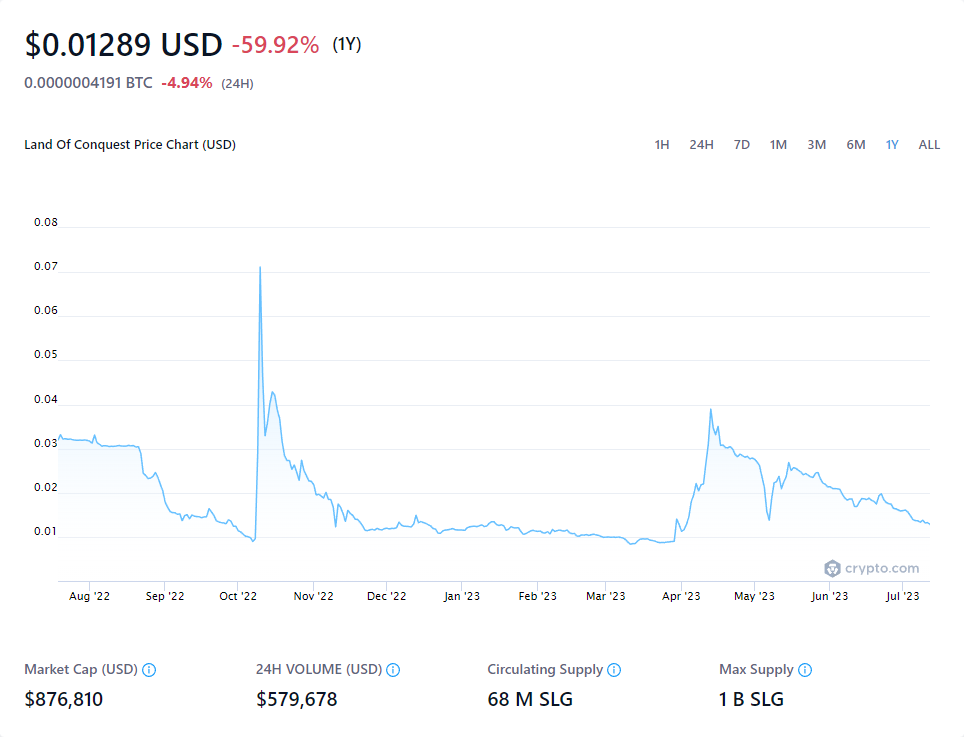 $0.01289 USD -59.92% (1Y)
0.0000004191 BTC -4.94% (24H)
Land Of Conquest Price Chart (USD) 1H 24H 7D 1M 3M 6M 1Y ALL
0.08
0.07
0.06
0.05
0.04
0.03
0.02
0.01
crypto.com
Aug '22 Sep '22 Oct '22 Nov '22 Dec '22 Jan '23 Feb '23 Mar '23 Apr '23 May '23 Jun '23 Jul '23
Market Cap (USD) 24H VOLUME (USD) Circulating Supply Max Supply
$876,810 $579,678 68 M SLG 1 B SLG